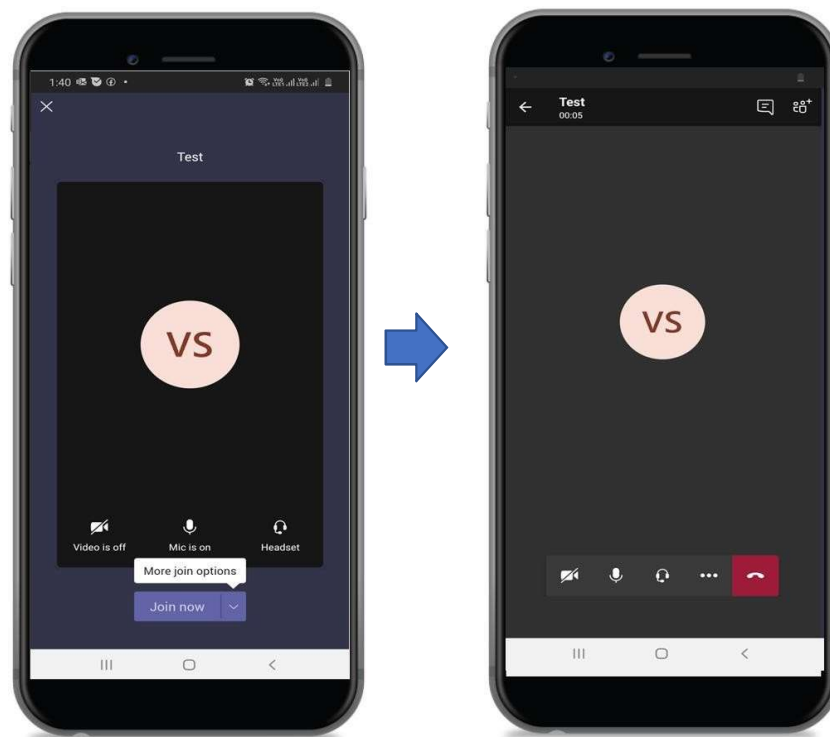 1:40
Test
VS
Video is off Mic is on Headset
More join options
Join now
Test
00:05
VS